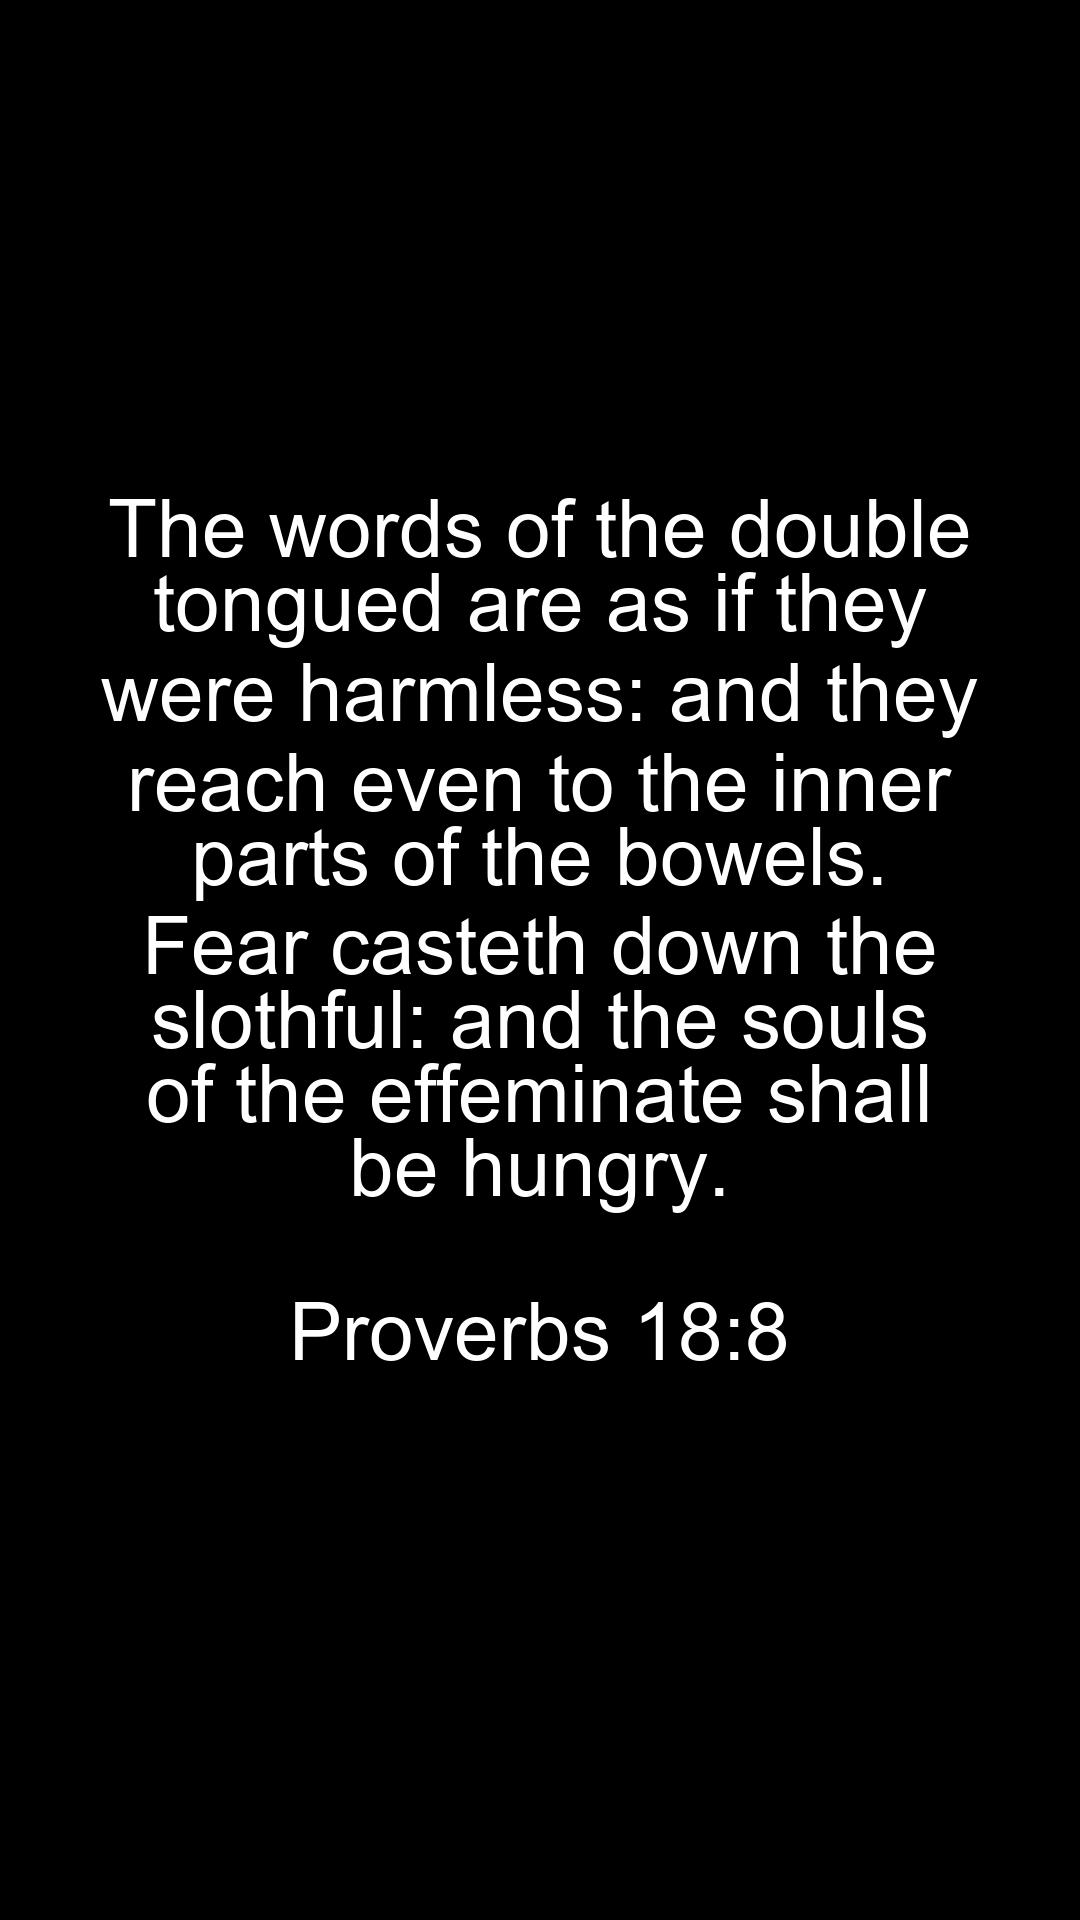 The words of the double
tongued are as if they
were harmless: and they
reach even to the inner
parts of the bowels.
Fear casteth down the
slothful: and the souls
of the effeminate shall
be hungry.
Proverbs 18:8